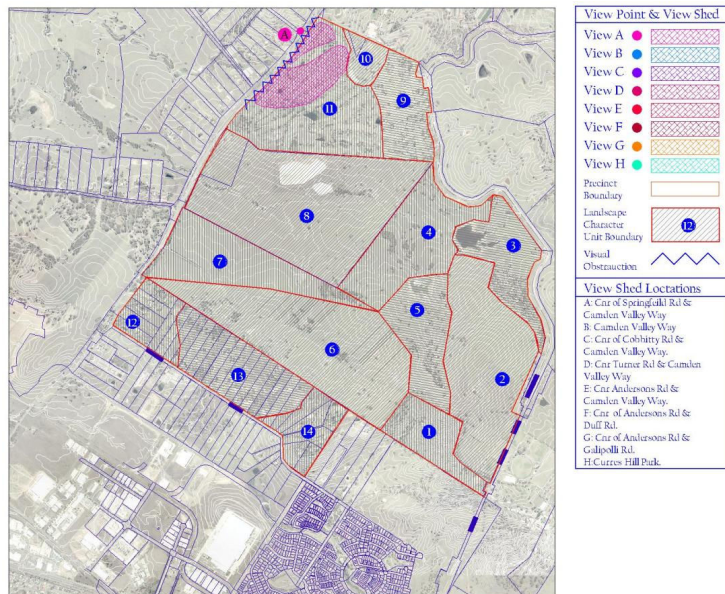 A
10
9
11
8
4
3
7
5
12
6
2
13
1
14
View Point & View Shed
View A
View B
View C
View D
View E
View F
View G
View H
Precinct
Boundary
Landscape
Character
Unit Boundary
12
Visual
Obstruction
View Shed Loctations
A: Cnr of Springfeild Rd &
Camden Valley Way
B: Camden Valley Way
C: Cnr of Cobbitty Rd &
Camden Valley Way.
D: Cnr Turner Rd & Camden
Valley Way
E: Cnr Andersons Rd &
Camden Valley Way.
F: Cnr of Andersons Rd &
Duff Rd.
G: Cnr of Andersons Rd &
Galipolli Rd.
H:Curres Hill Park.